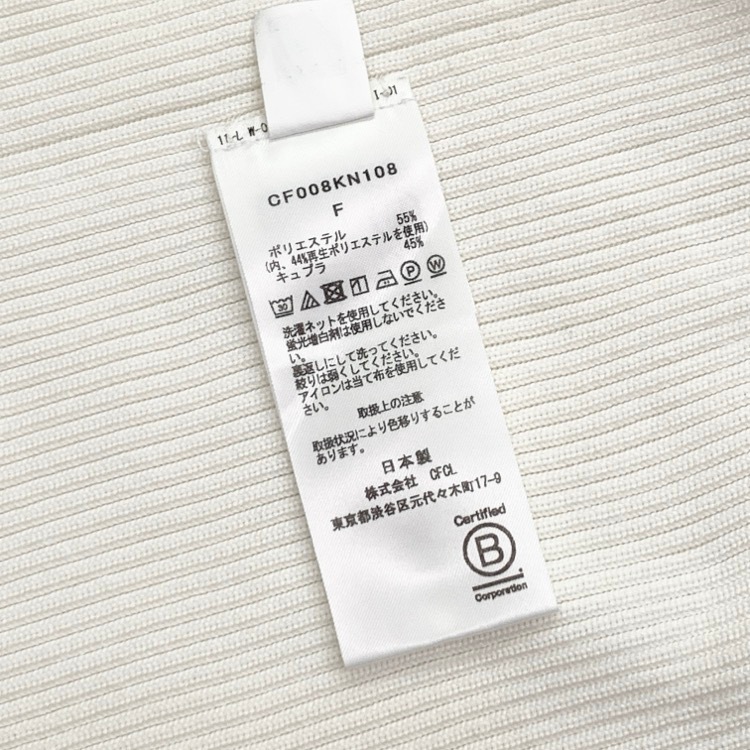 11-L W-0
1-01
CF008KN108
F
ポリエステル 55%
(内、44%再生ポリエステルを使用)
キュプラ 45%
30
P
W
洗濯ネットを使用してください。
蛍光増白剤は使用しないでくださ
い。
裏返しにして洗ってください。
絞りは弱くしてください。
アイロンは当て布を使用してくだ
さい。
取扱上の注意
取扱状況により色移りすることが
あります。
日本製
株式会社 CFCL
東京都渋谷区元代々木町17-9
Certified
B
Corporation